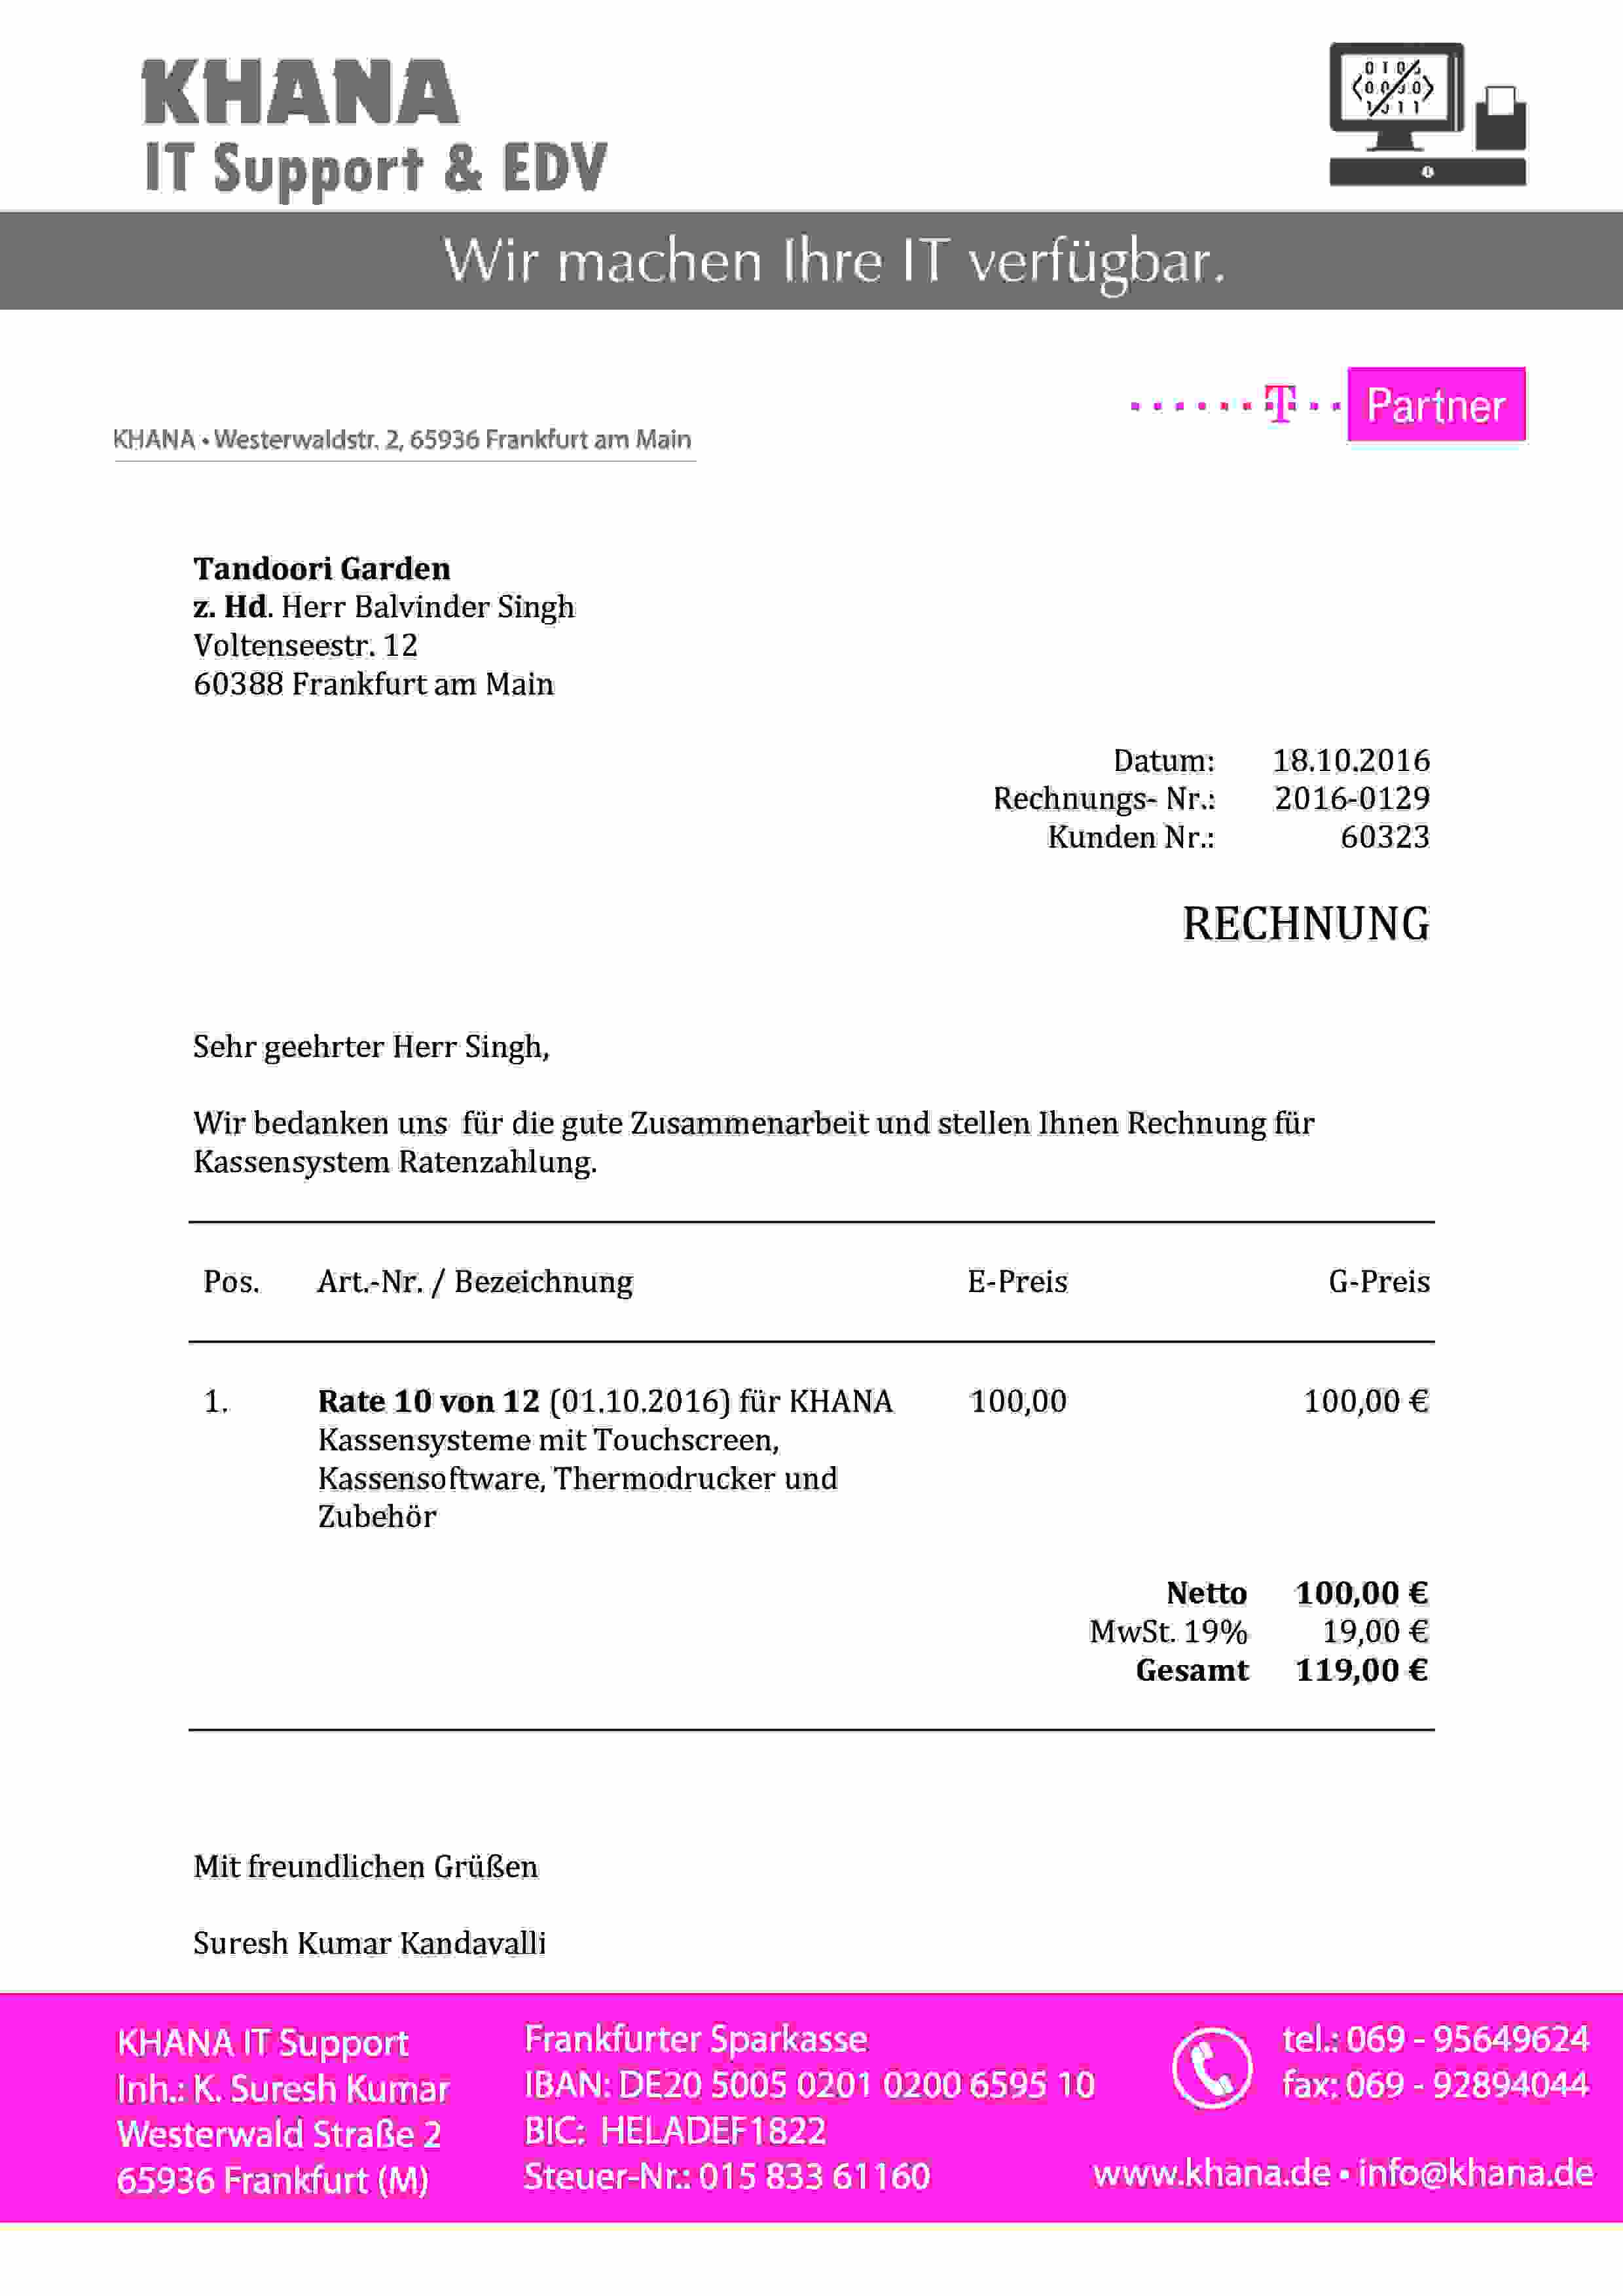 KHANA
IT Support & EDV
Wir machen Ihre IT verfügbar.
T Partner
KHANA • Westerwaldstr. 2, 65936 Frankfurt am Main
Tandoori Garden
z. Hd. Herr Balvinder Singh
Voltenseestr. 12
60388 Frankfurt am Main
Datum: 18.10.2016
Rechnungs- Nr.: 2016-0129
Kunden Nr.: 60323
RECHNUNG
Sehr geehrter Herr Singh,
Wir bedanken uns für die gute Zusammenarbeit und stellen Ihnen Rechnung für
Kassensystem Ratenzahlung.
Pos. Art.-Nr. / Bezeichnung E-Preis G-Preis
1. Rate 10 von 12 (01.10.2016) für KHANA 100,00 100,00 €
Kassensysteme mit Touchscreen,
Kassensoftware, Thermodrucker und
Zubehör
Netto 100,00 €
MwSt. 19% 19,00 €
Gesamt 119,00 €
Mit freundlichen Grüßen
Suresh Kumar Kandavalli
KHANA IT Support
Inh.: K. Suresh Kumar
Westerwald Straße 2
65936 Frankfurt (M)
Frankfurter Sparkasse
IBAN: DE20 5005 0201 0200 6595 10
BIC: HELADEF1822
Steuer-Nr.: 015 833 61160
tel.: 069 - 95649624
fax: 069 - 92894044
www.khana.de • info@khana.de